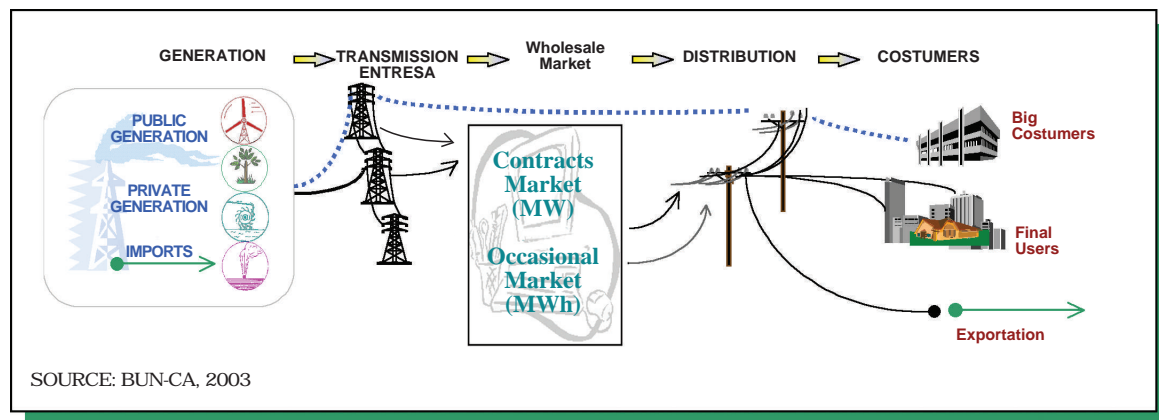 GENERATION
TRANSMISSION
ENTRESA
Wholesale
Market
DISTRIBUTION
COSTUMERS
PUBLIC
GENERATION
PRIVATE
GENERATION
IMPORTS
Contracts
Market
(MW)
Occasional
Market
(MWh)
Big
Costumers
Final
Users
Exportation
SOURCE: BUN-CA, 2003